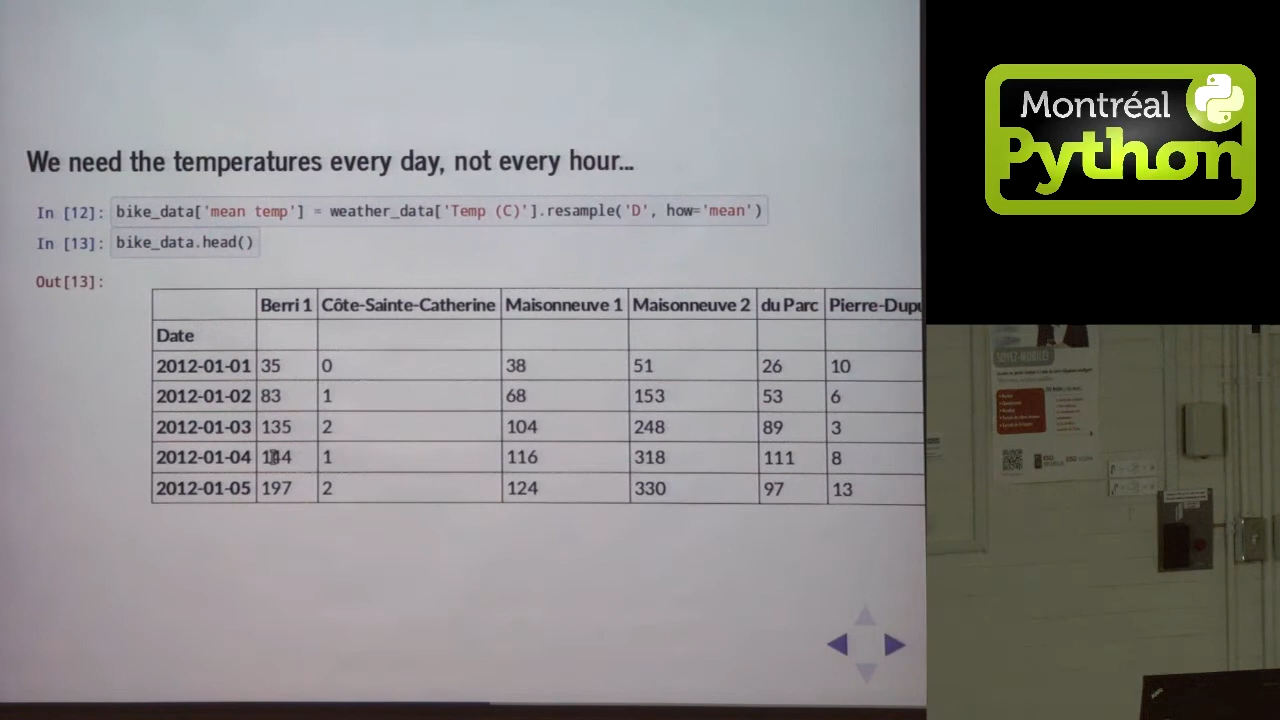 We need the temperatures every day, not every hour...
In [12]: bike_data['mean temp'] = weather_data['Temp (C)'].resample('D', how='mean')
In [13]: bike_data.head()
Out[13]:
Berri 1 Côte-Sainte-Catherine Maisonneuve 1 Maisonneuve 2 du Parc Pierre-Dupu
Date
2012-01-01 35 0 38 51 26 10
2012-01-02 83 1 68 153 53 6
2012-01-03 135 2 104 248 89 3
2012-01-04 1 116 318 111 8
2012-01-05 197 2 124 330 97 13
Montréal
Python
SOYEZ-MOBILE!